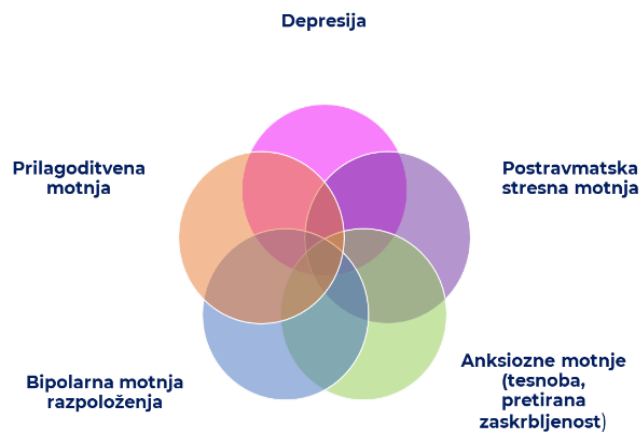 Depresija
Prilagoditvena
motnja
Postravmatska
stresna motnja
Bipolarna motnja
razpoloženja
Anksiozne motnje
(tesnoba,
pretirana
zaskrbljenost)